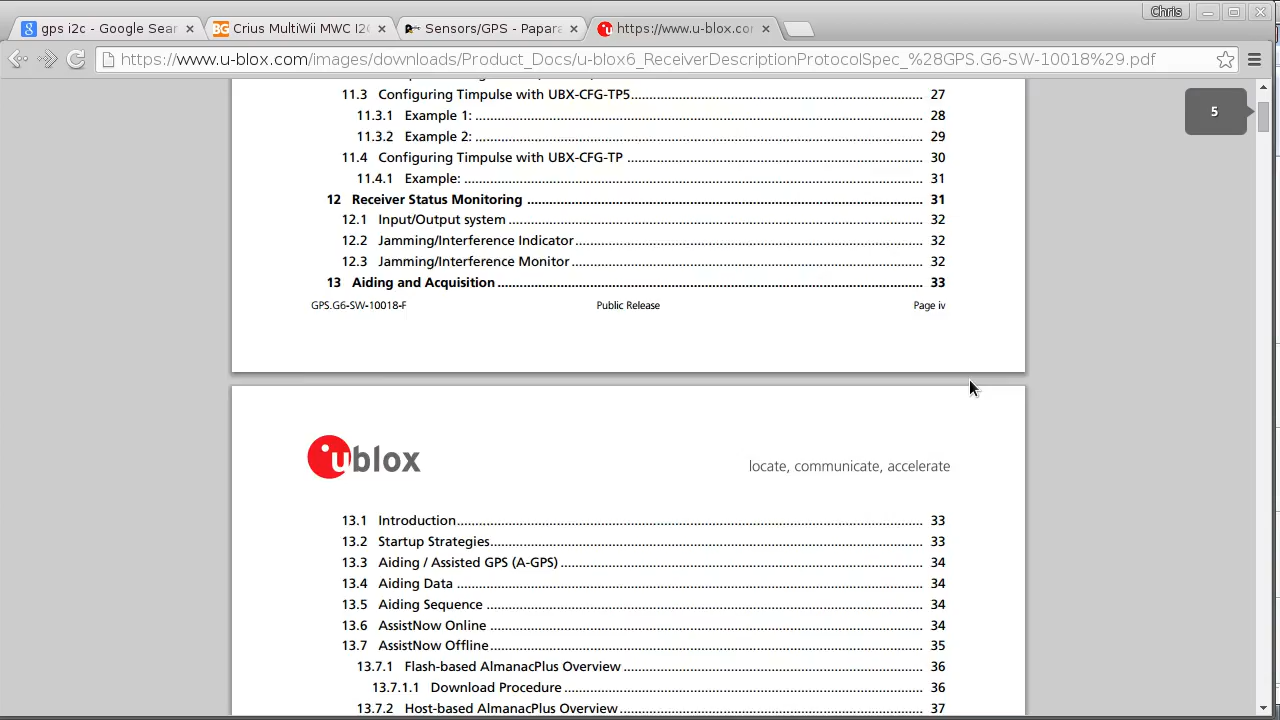 Chris
gps i2c - Google Sear
Crius MultiWii MWC I2C
Sensors/GPS - Papara
https://www.u-blox.cor
https://www.u-blox.com/images/downloads/Product_Docs/u-blox6_ReceiverDescriptionProtocolSpec_%28GPS.G6-SW-10018%29.pdf
5
11.3 Configuring Timpulse with UBX-CFG-TP5 27
11.3.1 Example 1: 28
11.3.2 Example 2: 29
11.4 Configuring Timpulse with UBX-CFG-TP 30
11.4.1 Example: 31
12 Receiver Status Monitoring 31
12.1 Input/Output system 32
12.2 Jamming/Interference Indicator 32
12.3 Jamming/Interference Monitor 32
13 Aiding and Acquisition 33
GPS.G6-SW-10018-F Public Release Page iv
ublox
locate, communicate, accelerate
13.1 Introduction 33
13.2 Startup Strategies 33
13.3 Aiding / Assisted GPS (A-GPS) 34
13.4 Aiding Data 34
13.5 Aiding Sequence 34
13.6 AssistNow Online 34
13.7 AssistNow Offline 35
13.7.1 Flash-based AlmanacPlus Overview 36
13.7.1.1 Download Procedure 36
13.7.2 Host-based AlmanacPlus Overview 37